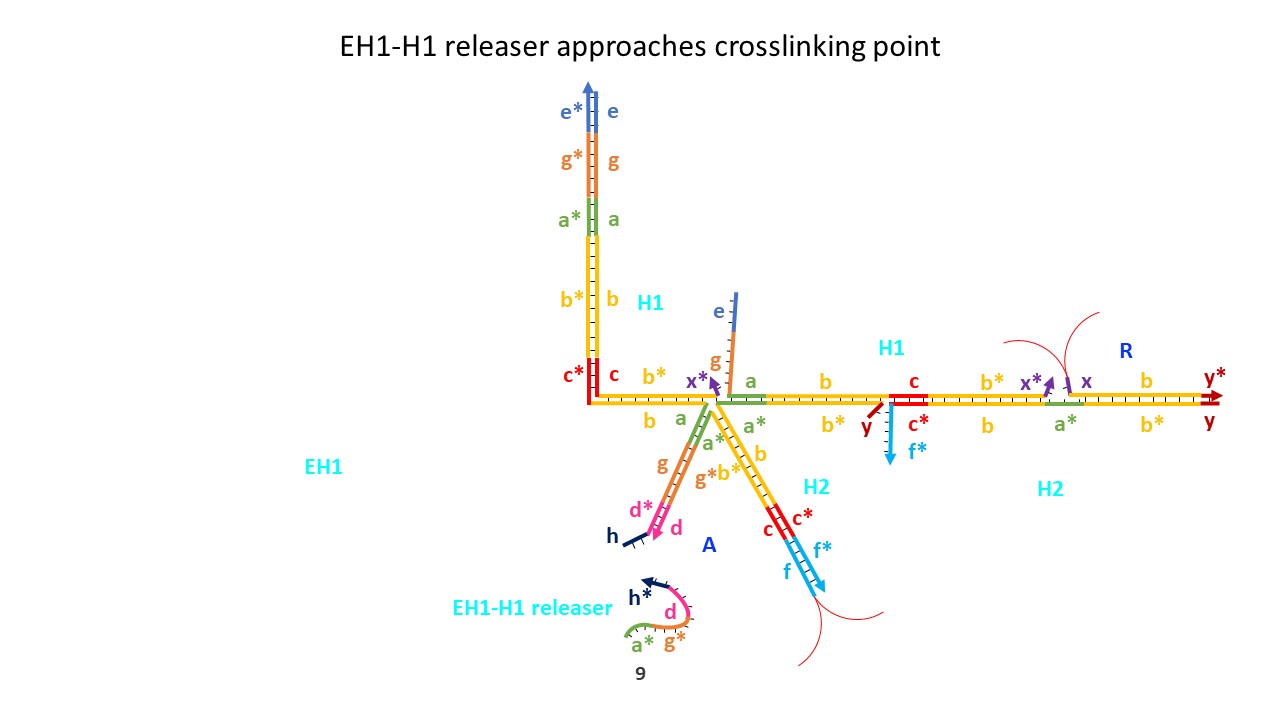 EH1-H1 releaser approaches crosslinking point
e* e
g* g
a* a
b* b
H1
e
g
c* c
b*
x*
a
b
H1
c
b*
x*
x
R
b
y*
b
a
a*
a*
b*
y
c*
f*
b
a*
b*
y
g
g*
b*
b
EH1
H2
H2
d*
d
h
A
c
c*
f*
f
EH1-H1 releaser
h*
d
a*
g*
9